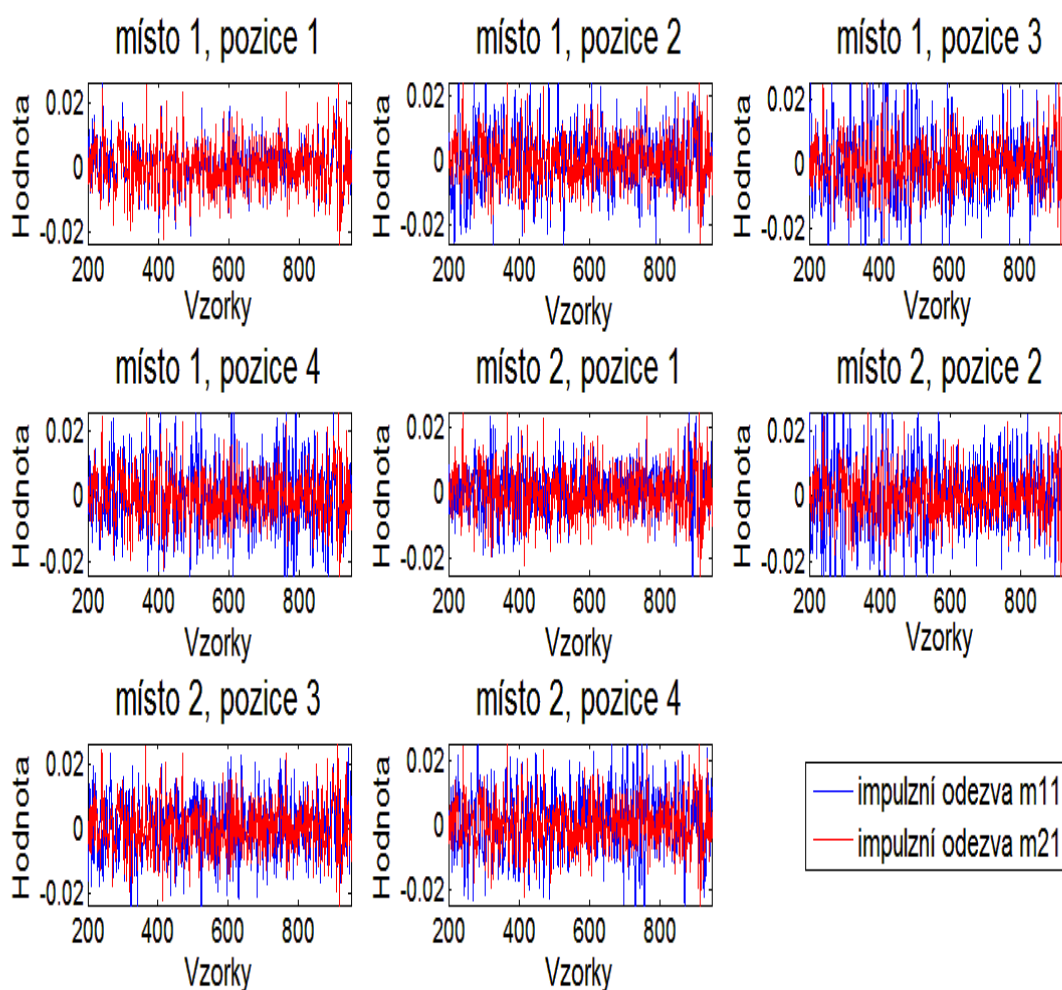 místo 1, pozice 1
místo 1, pozice 2
místo 1, pozice 3
Hodnota
0.02
0
-0.02
200 400 600 800
Vzorky
Hodnota
0.02
0
-0.02
200 400 600 800
Vzorky
Hodnota
0.02
0
-0.02
200 400 600 800
Vzorky
místo 1, pozice 4
místo 2, pozice 1
místo 2, pozice 2
Hodnota
0.02
0
-0.02
200 400 600 800
Vzorky
Hodnota
0.02
0
-0.02
200 400 600 800
Vzorky
Hodnota
0.02
0
-0.02
200 400 600 800
Vzorky
místo 2, pozice 3
místo 2, pozice 4
Hodnota
0.02
0
-0.02
200 400 600 800
Vzorky
Hodnota
0.02
0
-0.02
200 400 600 800
Vzorky
impulzní odezva m11
impulzní odezva m21